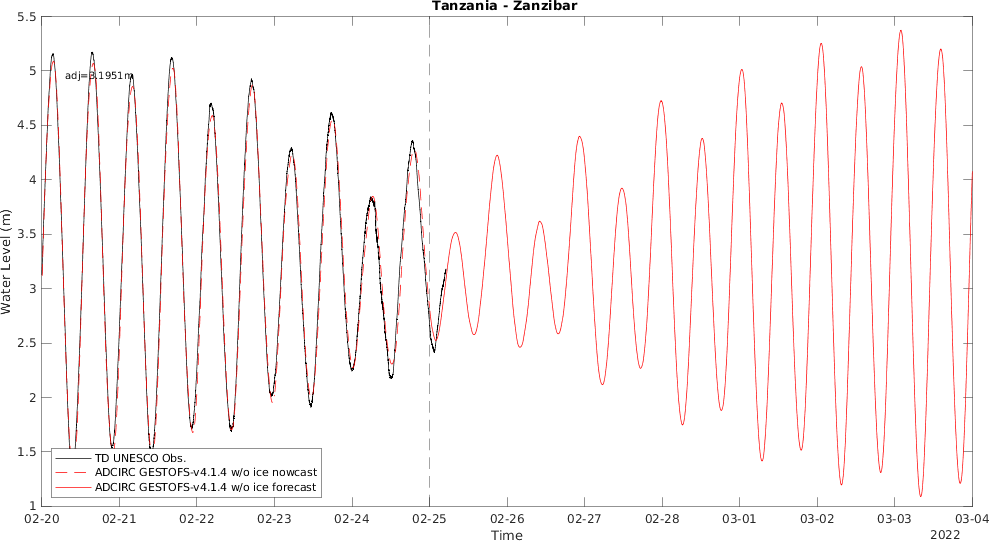 Tanzania - Zanzibar
5.5
5
4.5
4
3.5
3
2.5
2
1.5
1
Water Level (m)
adj=3.1951m
TD UNESCO Obs.
ADCIRC GESTOFS-v4.1.4 w/o ice nowcast
ADCIRC GESTOFS-v4.1.4 w/o ice forecast
02-20 02-21 02-22 02-23 02-24 02-25 02-26 02-27 02-28 03-01 03-02 03-03 03-04
Time
2022